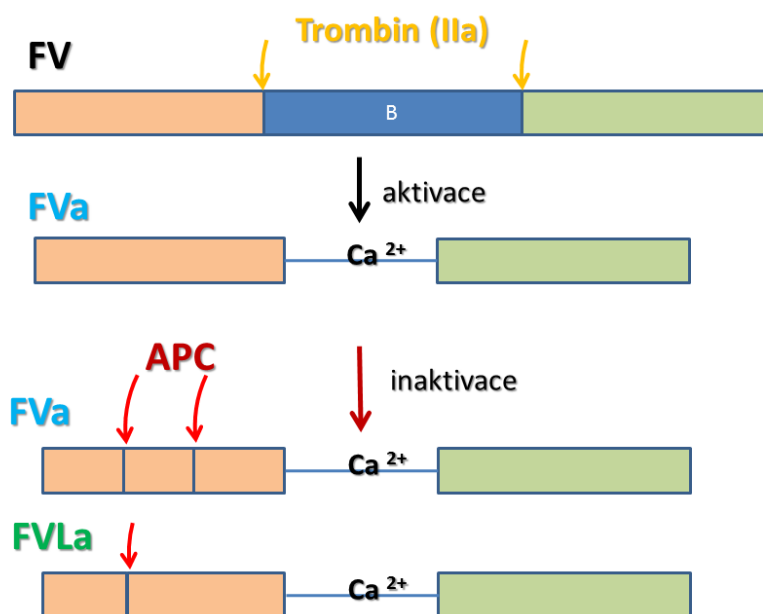 Trombin (IIa)
FV
B
aktivace
FVa
Ca 2+
APC
inaktivace
FVa
Ca 2+
FVLa
Ca 2+